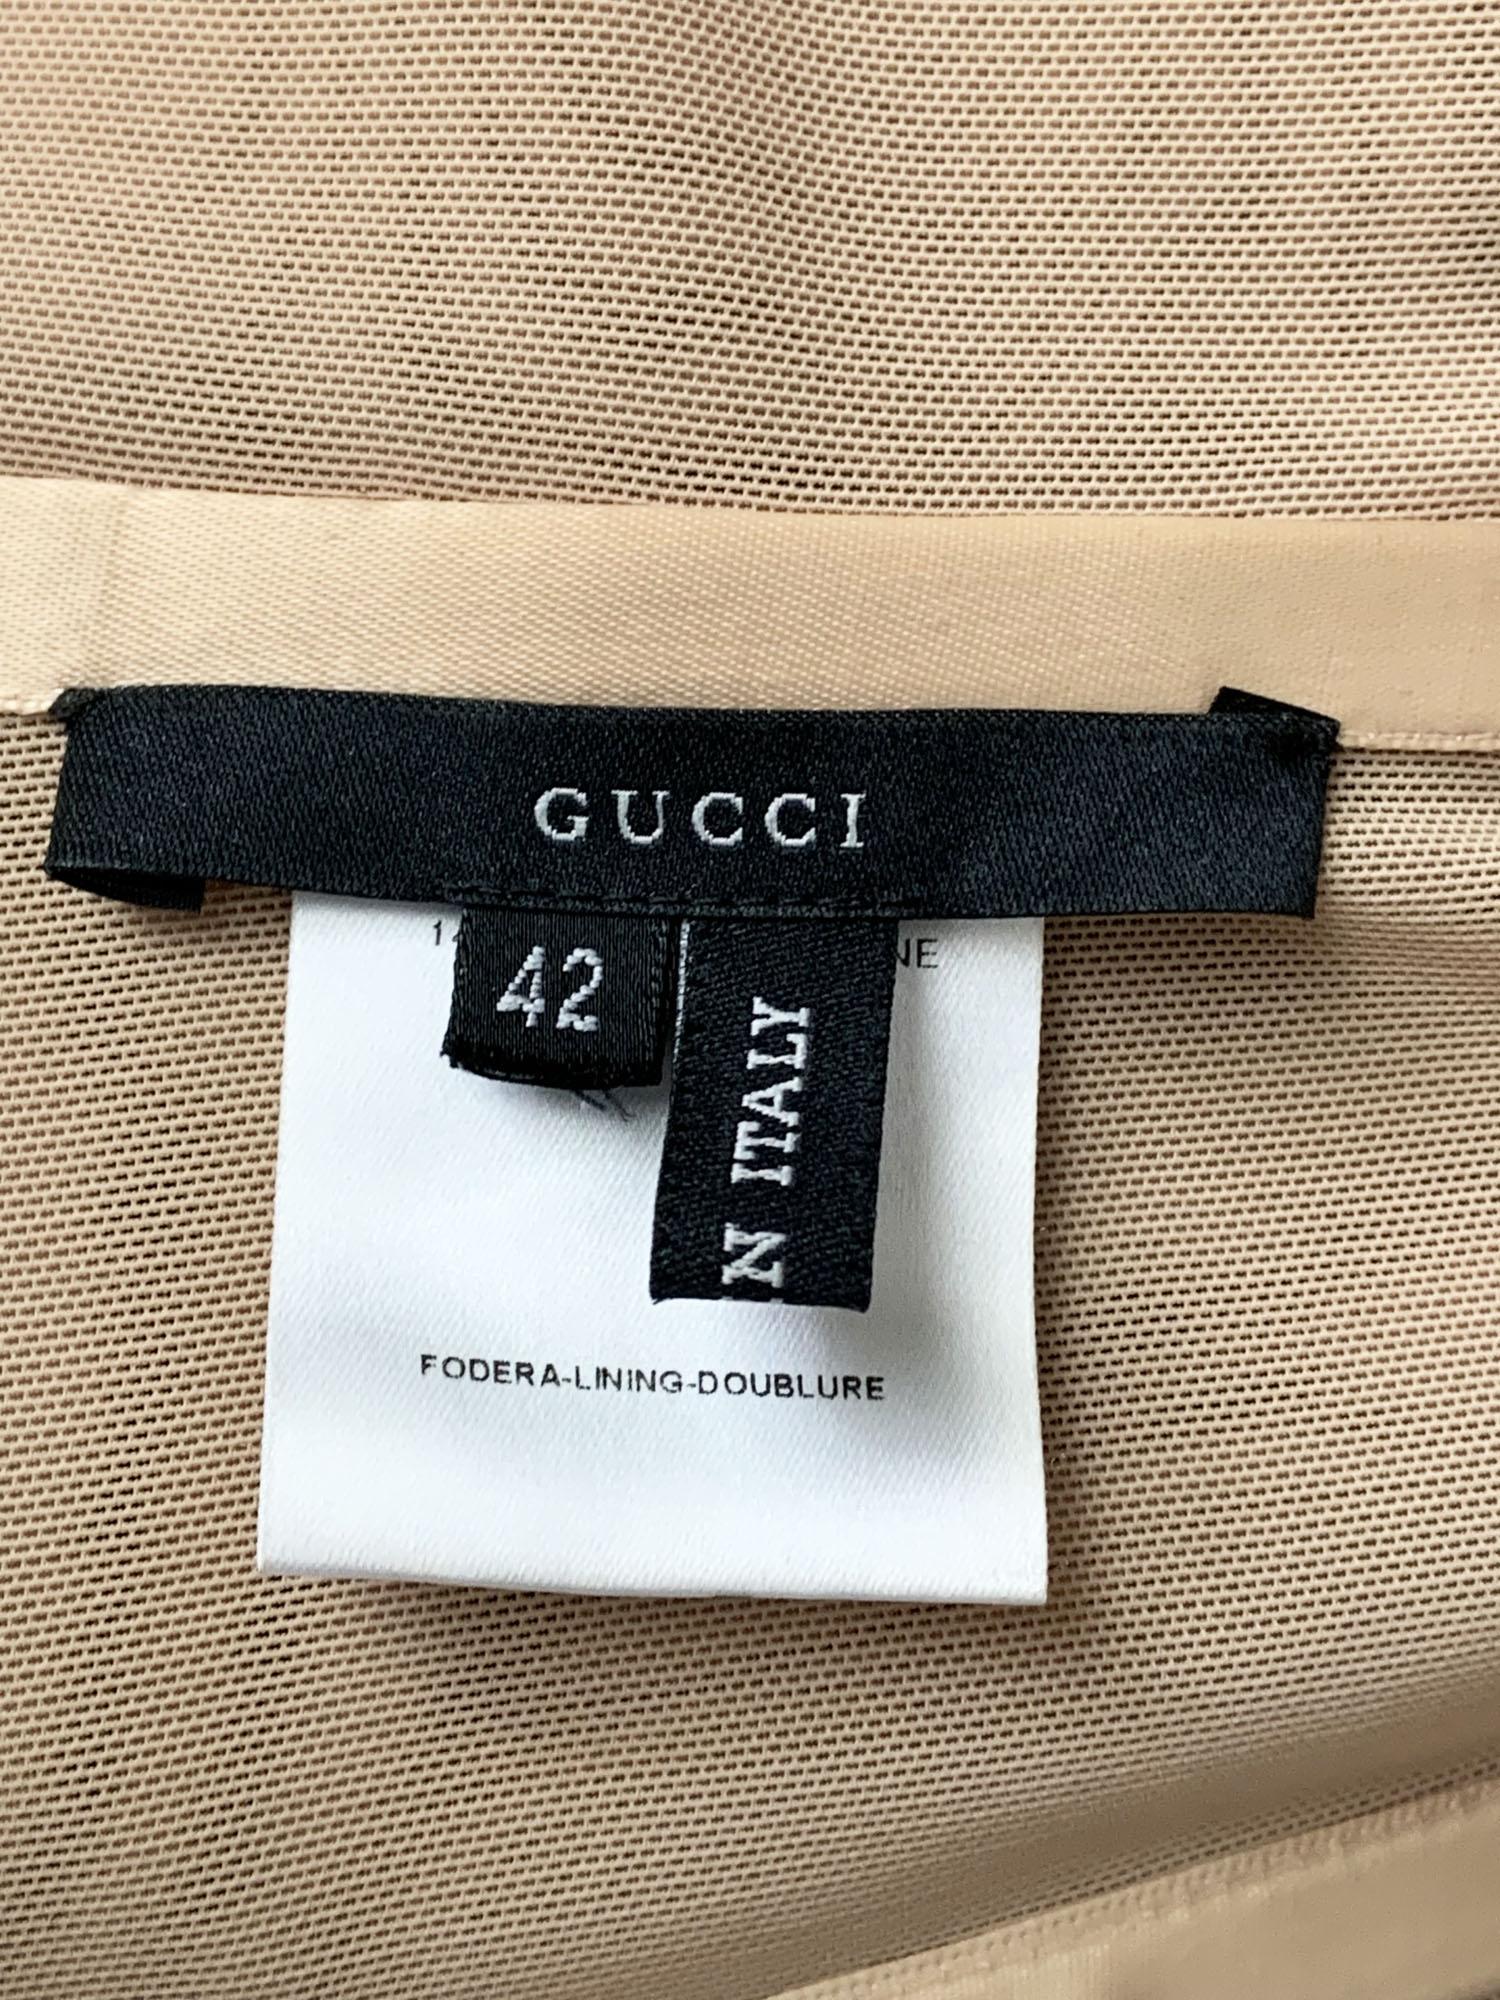 GUCCI
42
N ITALY
FODERA-LINING-DOUBLURE